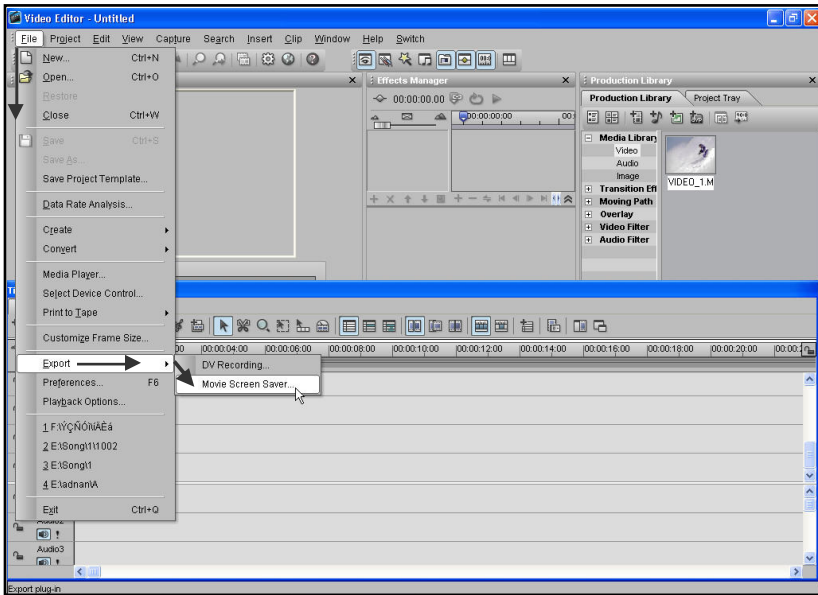 Video Editor - Untitled
File Project Edit View Capture Search Insert Clip Window Help Switch
New... Ctrl+N
Open... Ctrl+O
Restore
Close Ctrl+W
Save Ctrl+S
Save As...
Save Project Template...
Data Rate Analysis...
Create
Convert
Media Player...
Select Device Control...
Print to Tape
Customize Frame Size...
Export
Preferences... F6
Playback Options...
1 F:\ÝÇÑÓì\íÄÈá
2 E:\Song\1\1002
3 E:\Song\1
4 E:\adnan\A
Exit Ctrl+Q
DV Recording...
Movie Screen Saver...
Effects Manager
00:00:00.00
00:00:00:00
Production Library
Production Library Project Tray
Media Library
Video
Audio
Image
Transition Eff
Moving Path
Overlay
Video Filter
Audio Filter
VIDEO_1.M
00:00:04:00 00:00:06:00 00:00:08:00 00:00:10:00 00:00:12:00 00:00:14:00 00:00:16:00 00:00:18:00 00:00:20:00
Audio2
Audio3
Export plug-in